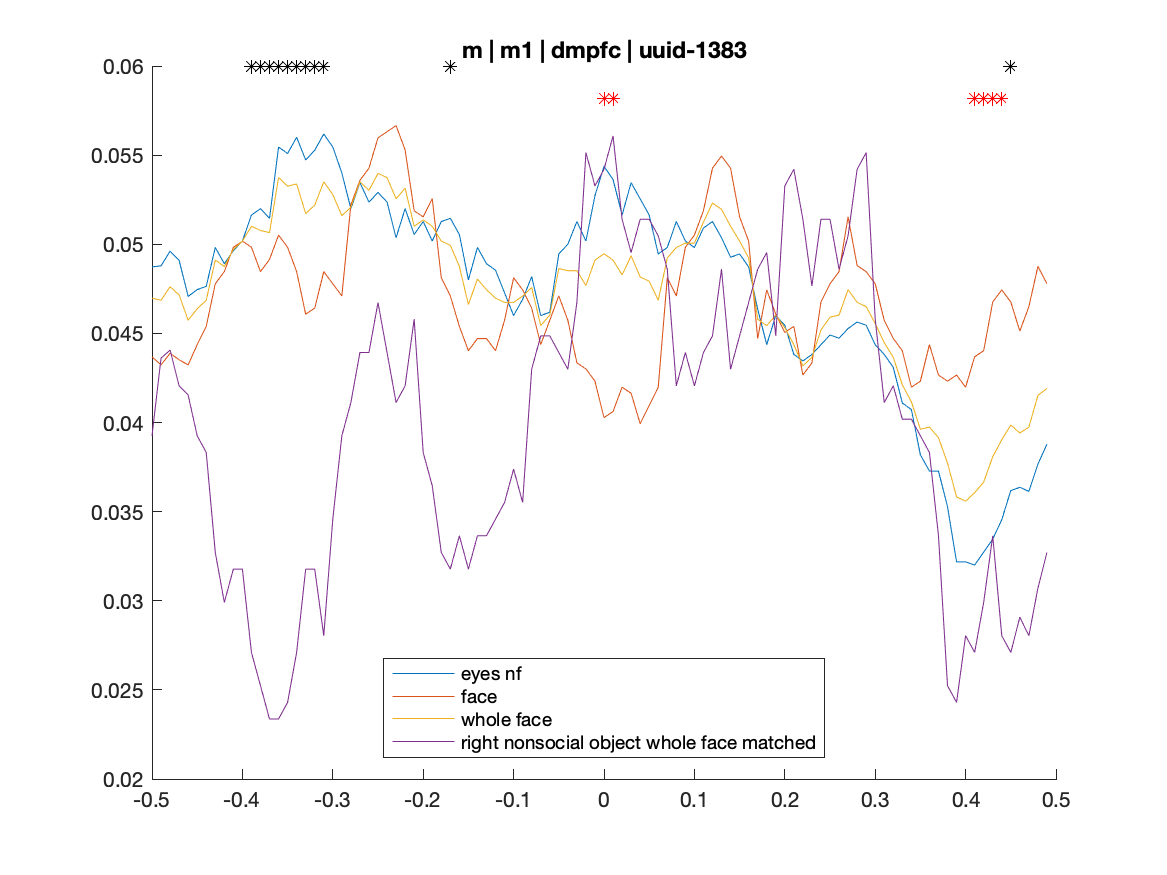 m | m1 | dmpfc | uuid-1383
0.06
0.055
0.05
0.045
0.04
0.035
0.03
0.025
0.02
eyes nf
face
whole face
right nonsocial object whole face matched
-0.5 -0.4 -0.3 -0.2 -0.1 0 0.1 0.2 0.3 0.4 0.5